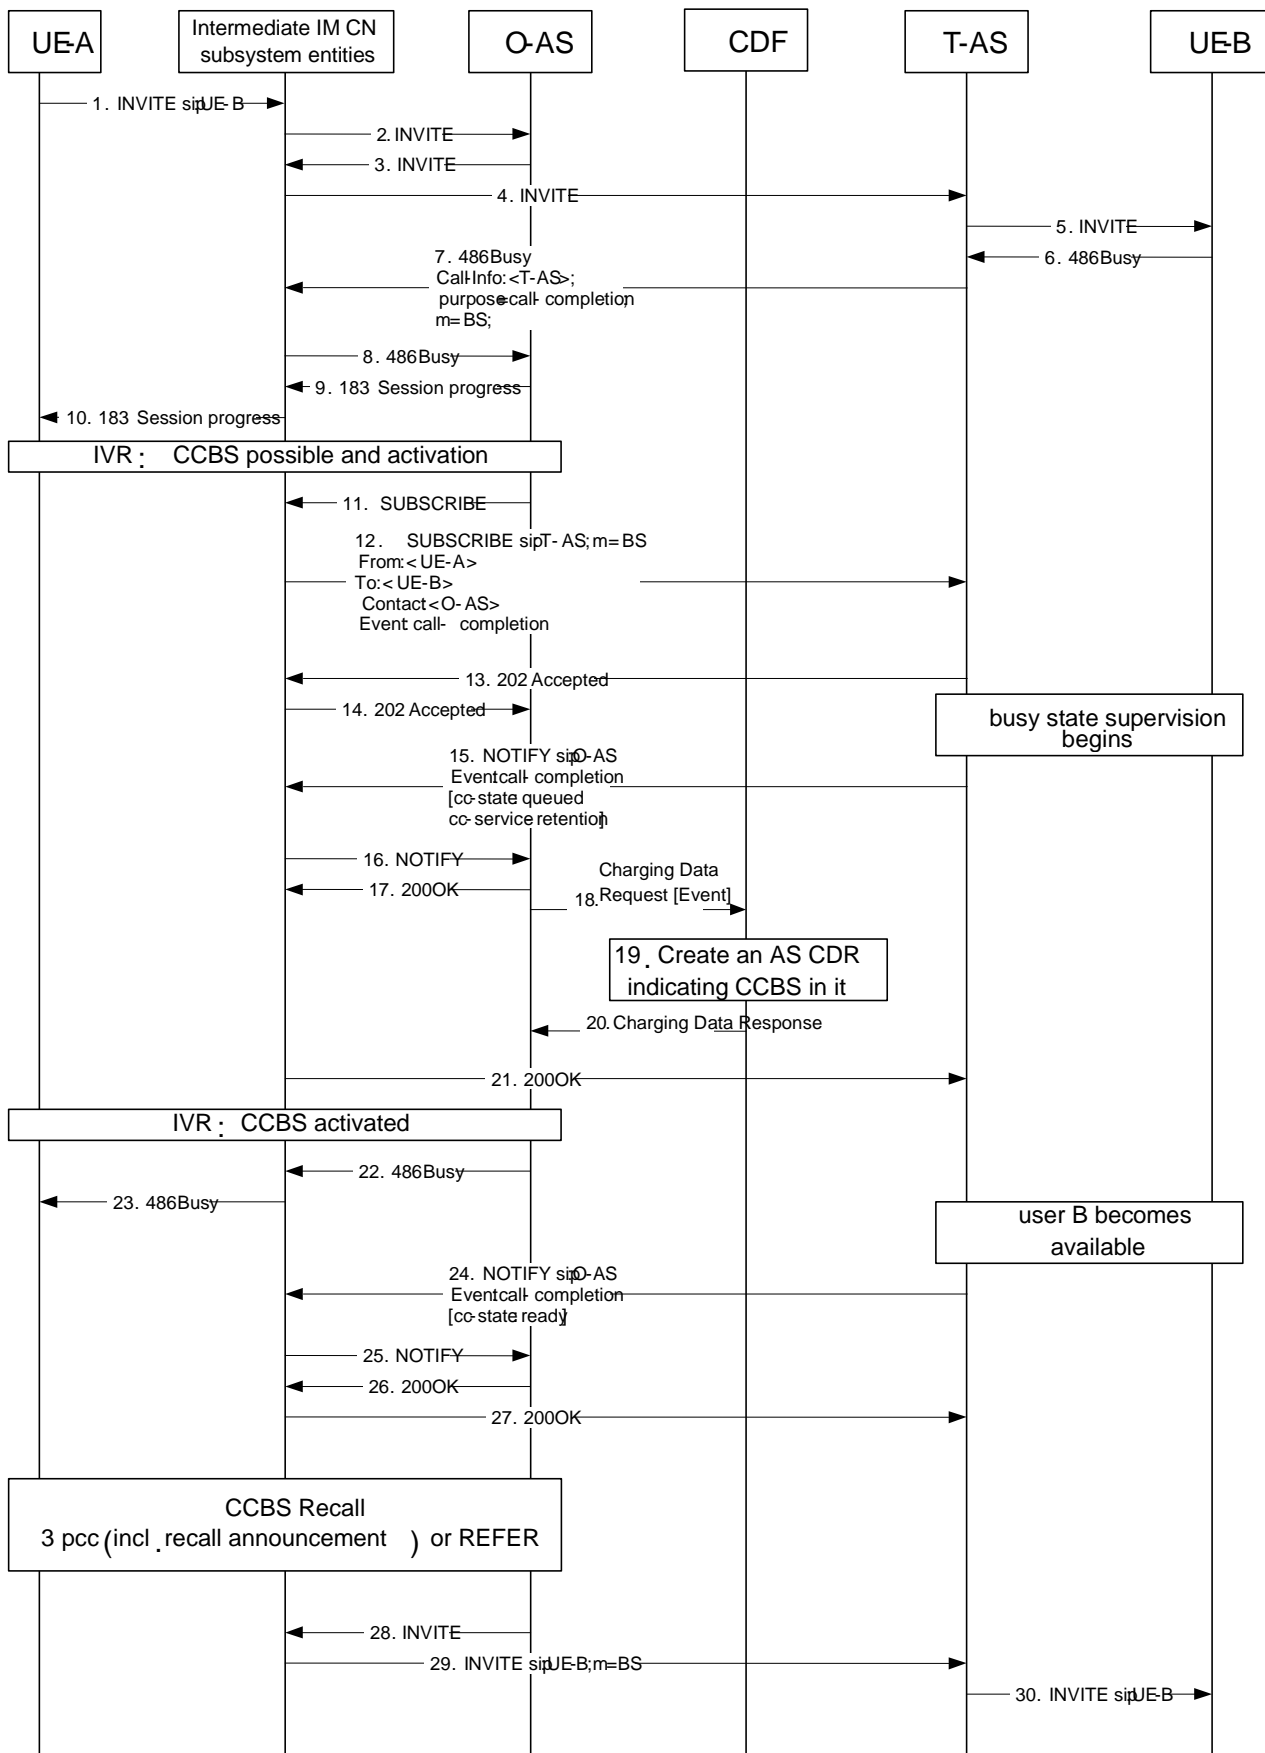 UE-A
Intermediate IM CN
subsystem entities
O-AS
CDF
T-AS
UE-B
1. INVITE sip:UE-B
2. INVITE
3. INVITE
4. INVITE
5. INVITE
6. 486 Busy
7. 486 Busy
Call-Info:<T-AS>;
purpose=call-completion;
m=BS;
8. 486 Busy
9. 183 Session progress
10. 183 Session progress
IVR: CCBS possible and activation
11. SUBSCRIBE
12. SUBSCRIBE sip:T-AS;m=BS
From:<UE-A>
To:<UE-B>
Contact:<O-AS>
Event: call-completion
13. 202 Accepted
14. 202 Accepted
busy state supervision
begins
15. NOTIFY sip:O-AS
Event:call-completion
[cc-state: queued
cc-service retention]
16. NOTIFY
17. 200 OK
Charging Data
18. Request [Event]
19. Create an AS CDR
indicating CCBS in it
20. Charging Data Response
21. 200 OK
IVR: CCBS activated
22. 486 Busy
23. 486 Busy
user B becomes
available
24. NOTIFY sip:O-AS
Event:call-completion
[cc-state: ready]
25. NOTIFY
26. 200 OK
27. 200 OK
CCBS Recall
3 pcc (incl. recall announcement) or REFER
28. INVITE
29. INVITE sip:UE-B;m=BS
30. INVITE sip:UE-B